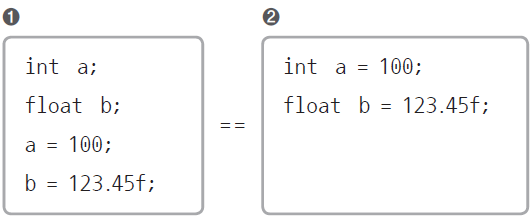 ❶
int a;
float b;
a = 100;
b = 123.45f;
==
❷
int a = 100;
float b = 123.45f;